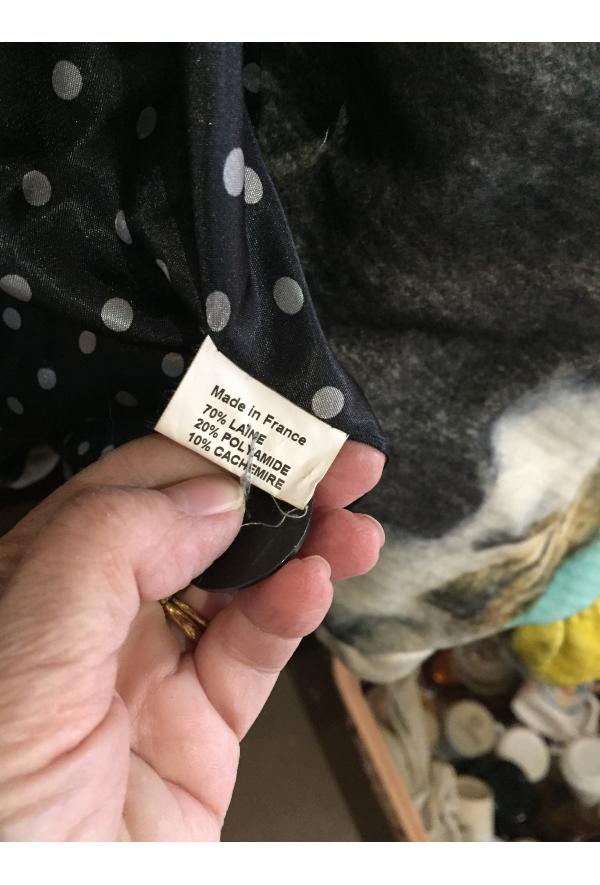 Made in France
70% LAINE
20% POLYAMIDE
10% CACHEMIRE